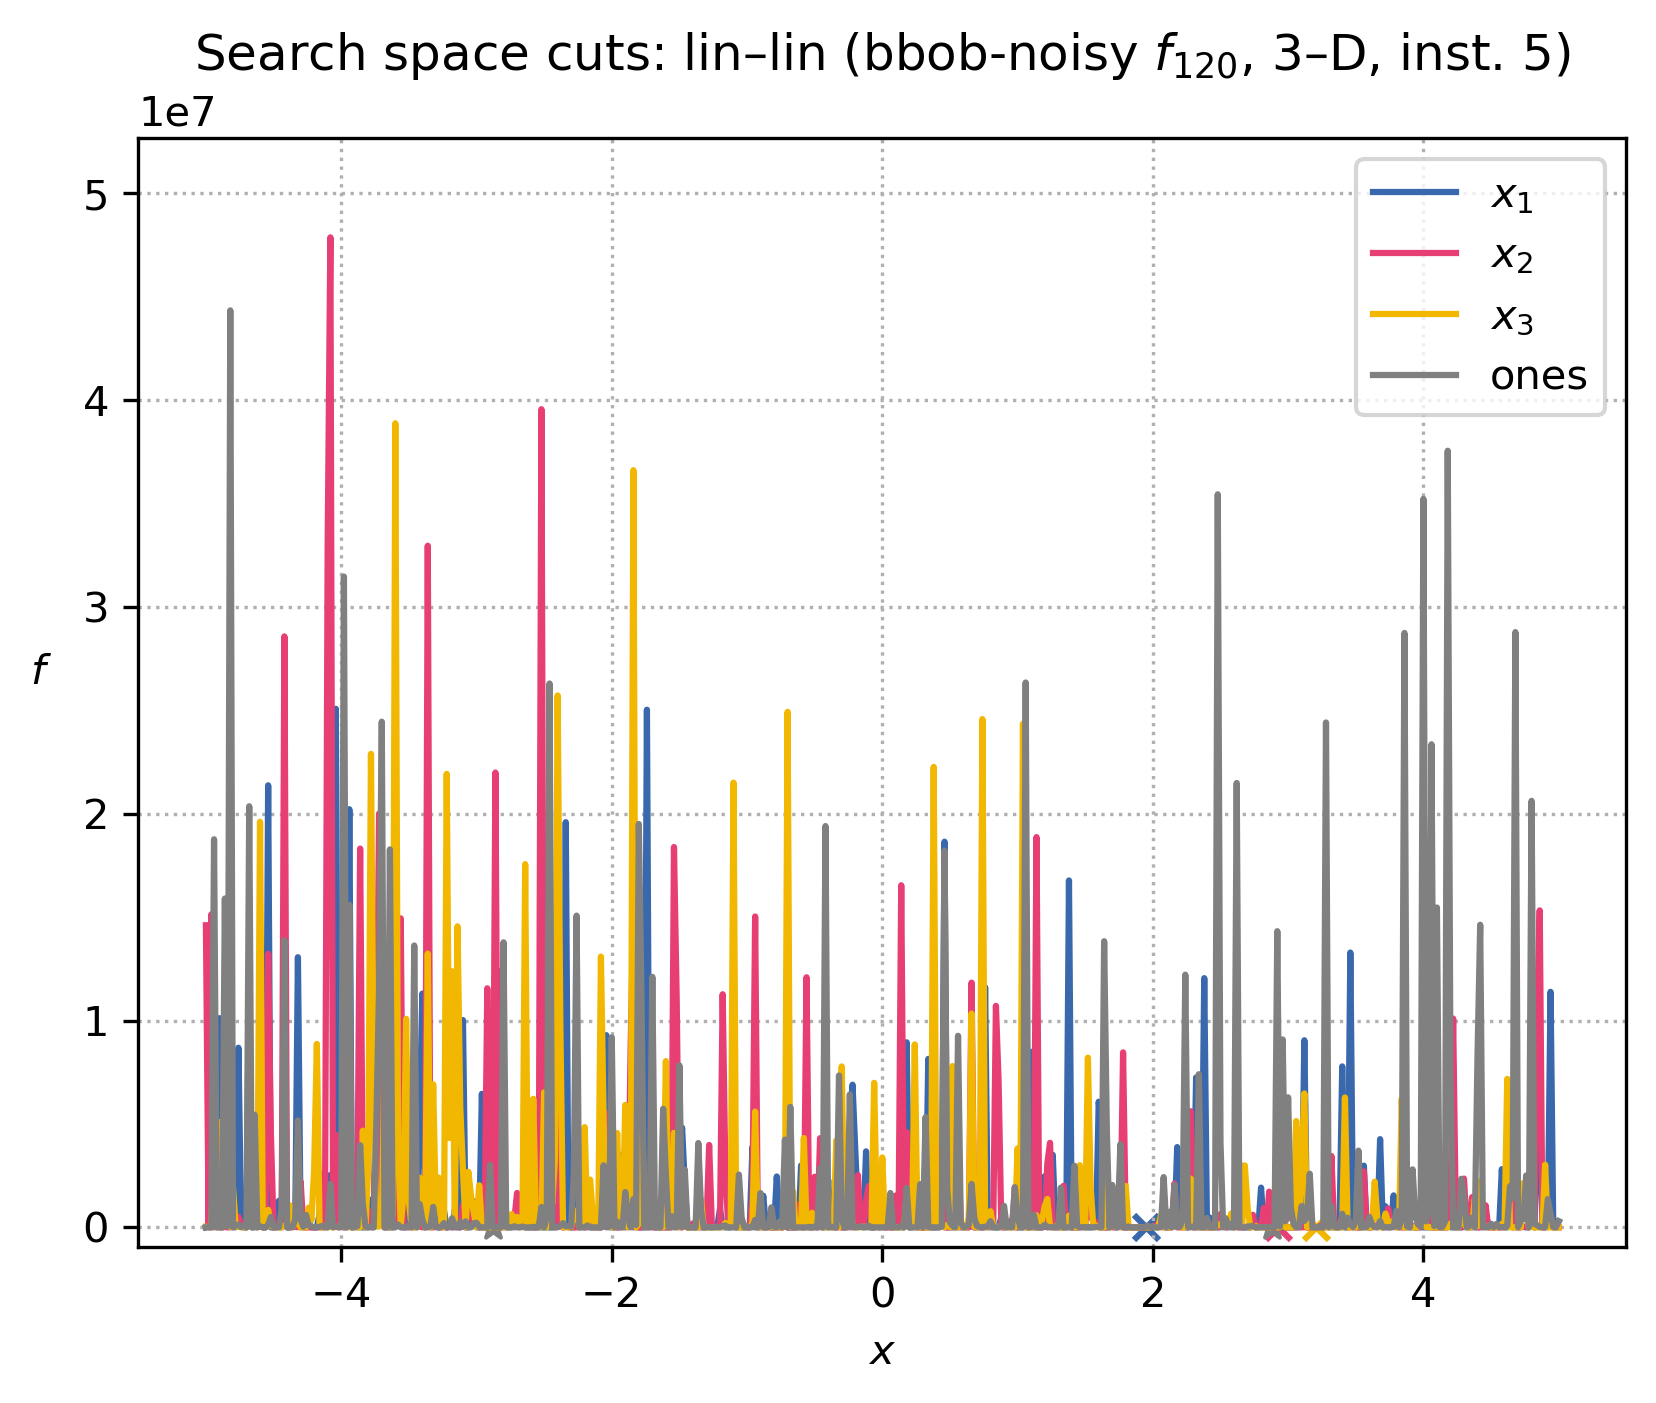 Search space cuts: lin–lin (bbob-noisy f120, 3–D, inst. 5)
1e7
5
4
3
2
1
0
f
−4
−2
0
2
4
x
x1
x2
x3
ones